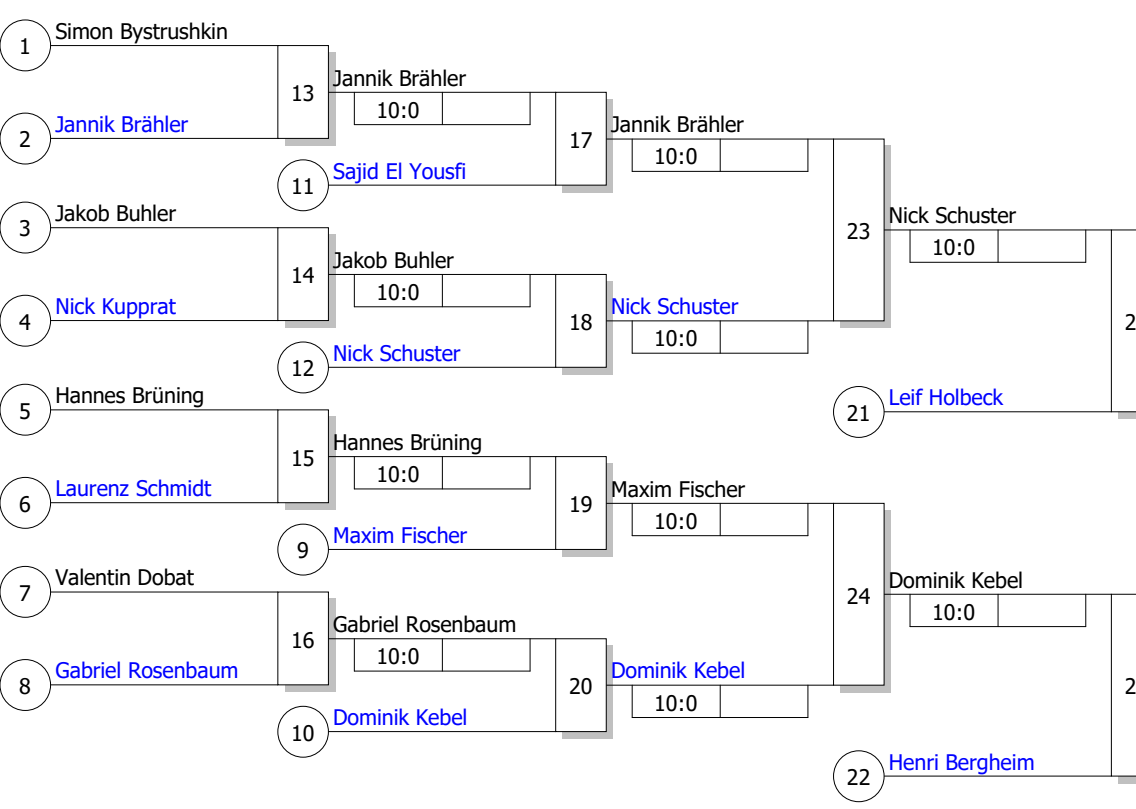 Simon Bystrushkin
1
13
Jannik Brähler
10:0
2
Jannik Brähler
17
Jannik Brähler
10:0
11
Sajid El Yousfi
3
Jakob Buhler
23
Nick Schuster
10:0
14
Jakob Buhler
10:0
4
Nick Kupprat
18
Nick Schuster
10:0
2
12
Nick Schuster
5
Hannes Brüning
21
Leif Holbeck
15
Hannes Brüning
10:0
6
Laurenz Schmidt
19
Maxim Fischer
10:0
9
Maxim Fischer
7
Valentin Dobat
24
Dominik Kebel
10:0
16
Gabriel Rosenbaum
10:0
8
Gabriel Rosenbaum
20
Dominik Kebel
10:0
2
10
Dominik Kebel
22
Henri Bergheim